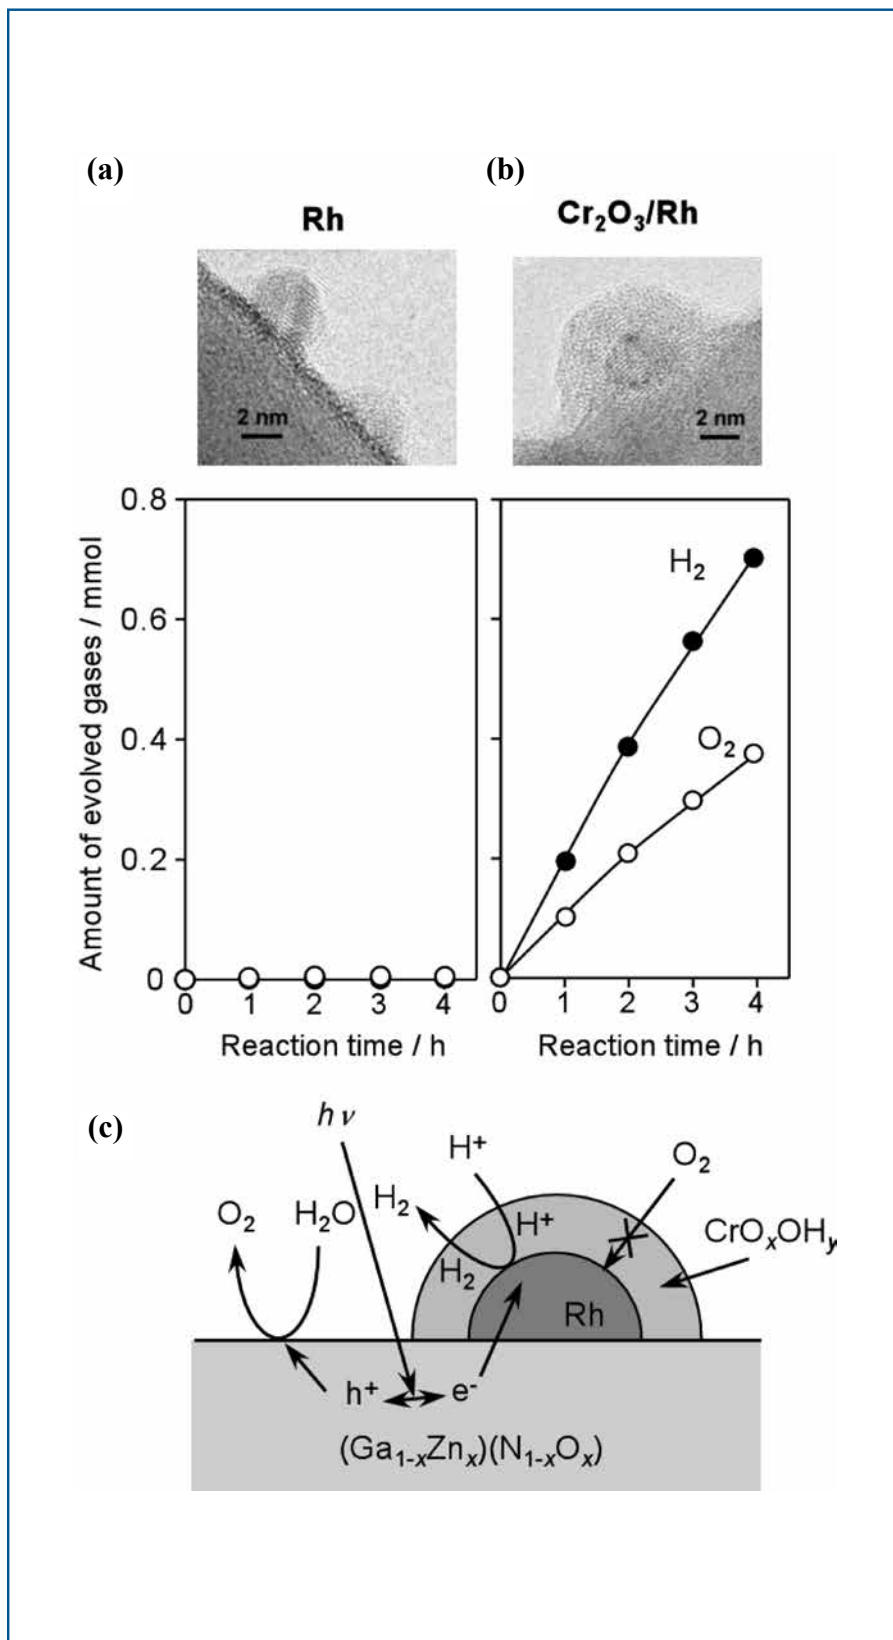 (a)
Rh
2 nm
(b)
Cr₂O₃/Rh
2 nm
Amount of evolved gases / mmol
0.8
0.6
0.4
0.2
0
0 1 2 3 4
Reaction time / h
H₂
O₂
0 1 2 3 4
Reaction time / h
(c)
hν
H⁺
O₂
H₂
O₂
H₂O
H⁺
CrOₓOHᵧ
H₂
Rh
h⁺
e⁻
(Ga₁₋ₓZnₓ)(N₁₋ₓOₓ)